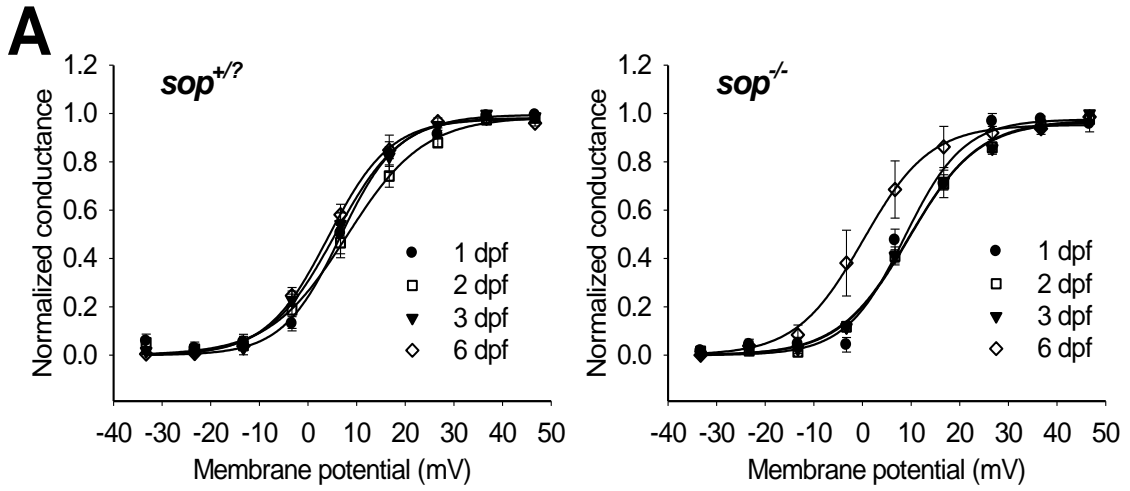 A
sop+/?
1.2
1.0
0.8
0.6
0.4
0.2
0.0
Normalized conductance
1 dpf
2 dpf
3 dpf
6 dpf
-40 -30 -20 -10 0 10 20 30 40 50
Membrane potential (mV)
sop-/-
1.2
1.0
0.8
0.6
0.4
0.2
0.0
Normalized conductance
1 dpf
2 dpf
3 dpf
6 dpf
-40 -30 -20 -10 0 10 20 30 40 50
Membrane potential (mV)